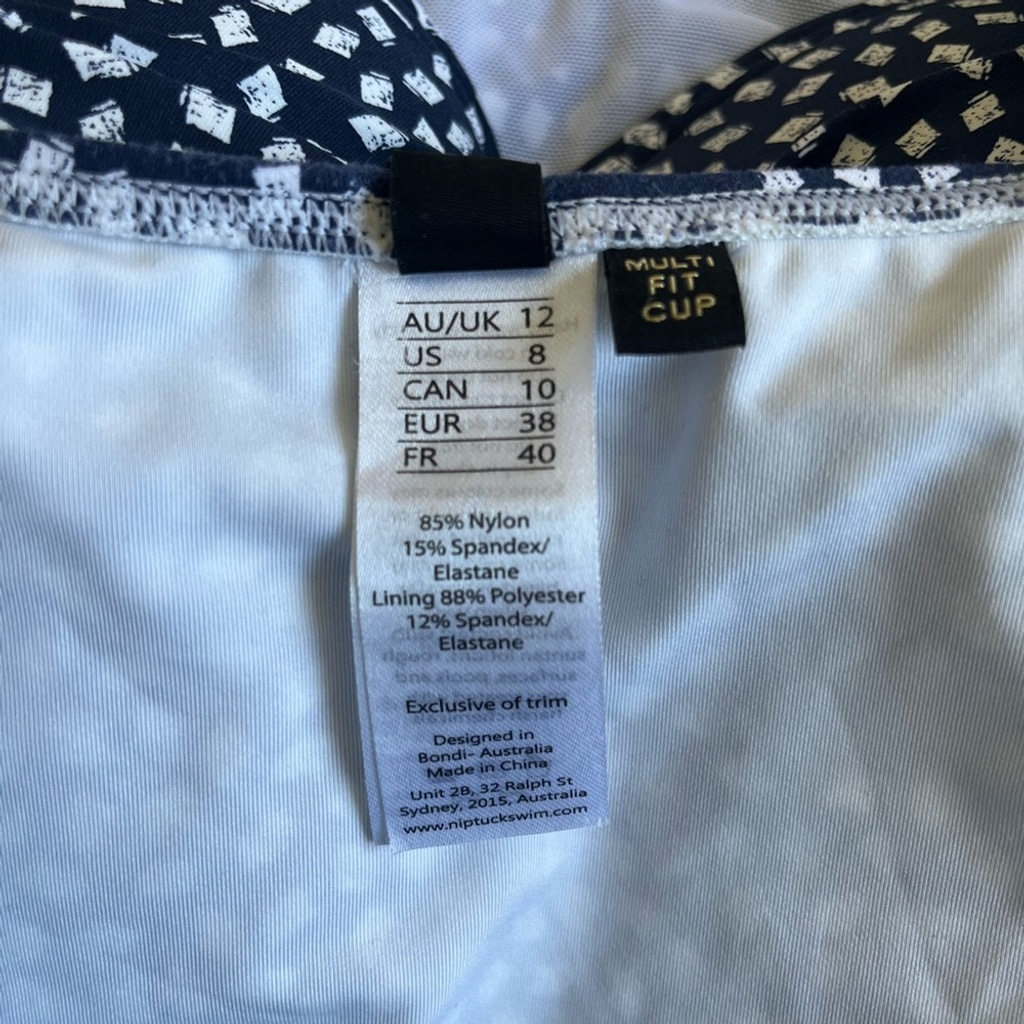 MULTI
FIT
CUP
AU/UK 12
US 8
CAN 10
EUR 38
FR 40
85% Nylon
15% Spandex/
Elastane
Lining 88% Polyester
12% Spandex/
Elastane
Exclusive of trim
Designed in
Bondi- Australia
Made in China
Unit 2B, 32 Ralph St
Sydney, 2015, Australia
www.niptuckswim.com